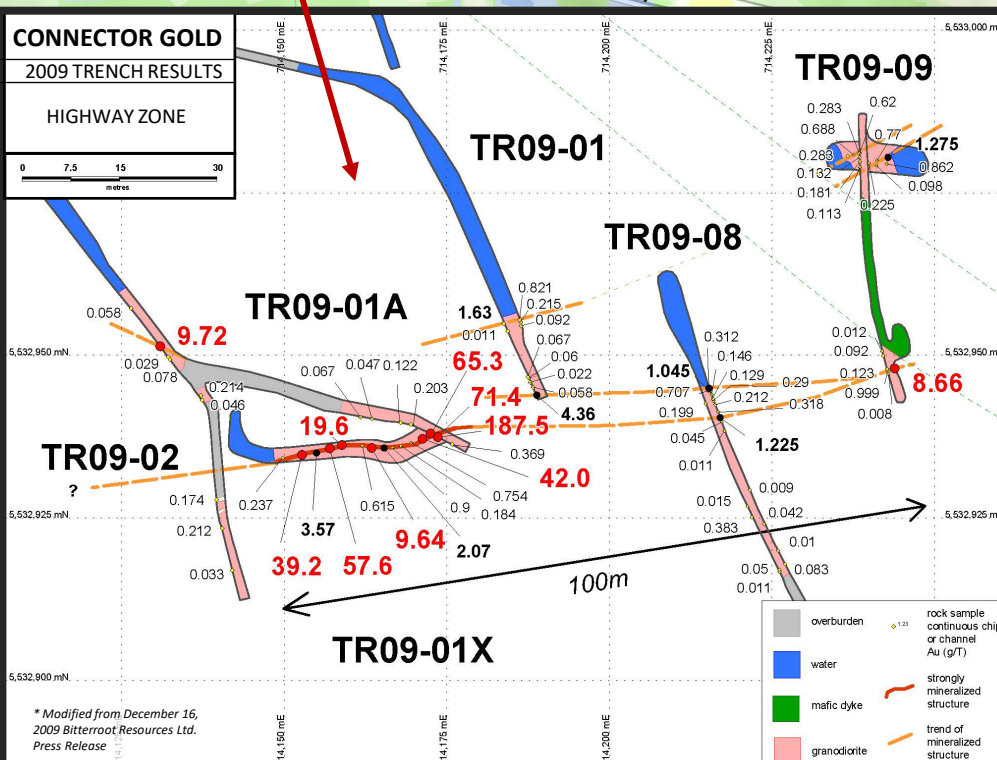 CONNECTOR GOLD
2009 TRENCH RESULTS
HIGHWAY ZONE
0 7.5 15 30
metres
714,150 mE
714,175 mE
714,200 mE
714,225 mE
5,533,000 mN
TR09-09
0.283
0.62
0.688
0.77
1.275
0.283
0.862
0.132
0.098
0.181
0.225
0.113
TR09-01
TR09-08
TR09-01A
0.058
9.72
5,532,950 mN
0.029
0.078
0.214
0.046
0.067
0.047
0.122
0.203
1.63
0.011
0.821
0.215
0.092
0.067
0.06
0.022
0.058
4.36
65.3
71.4
187.5
42.0
0.369
19.6
1.045
0.312
0.146
0.129
0.29
0.707
0.212
0.318
0.199
0.045
1.225
0.011
0.012
0.092
5,532,950 mN
0.123
0.999
8.66
0.008
TR09-02
?
0.174
0.237
3.57
0.615
0.9
0.754
0.184
0.212
0.033
39.2
57.6
9.64
2.07
0.015
0.009
0.042
0.383
0.01
0.05
0.083
0.011
5,532,925 mN
5,532,925 mN
100m
TR09-01X
5,532,900 mN
* Modified from December 16,
2009 Bitterroot Resources Ltd.
Press Release
14,150 mE
14,175 mE
14,200 mE
overburden
water
mafic dyke
granodiorite
1.23
rock sample
continuous chip
or channel
Au (g/T)
strongly
mineralized
structure
trend of
mineralized
structure